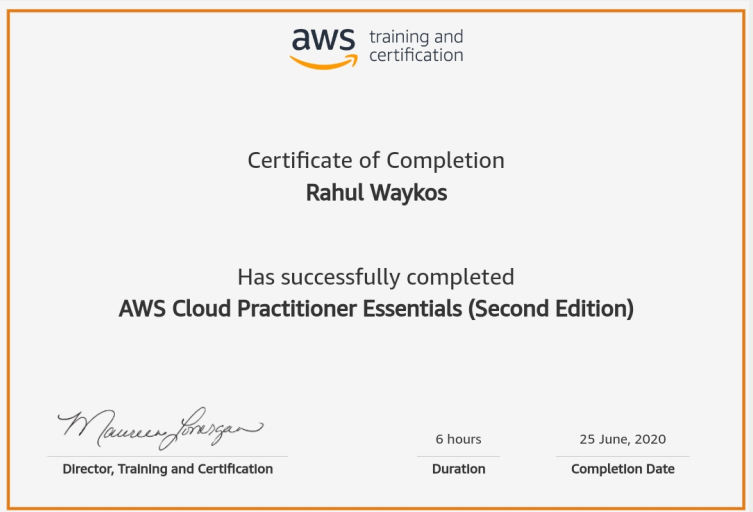 aws training and
certification
Certificate of Completion
Rahul Waykos
Has successfully completed
AWS Cloud Practitioner Essentials (Second Edition)
Maureen Lonergan
6 hours
25 June, 2020
Director, Training and Certification
Duration
Completion Date